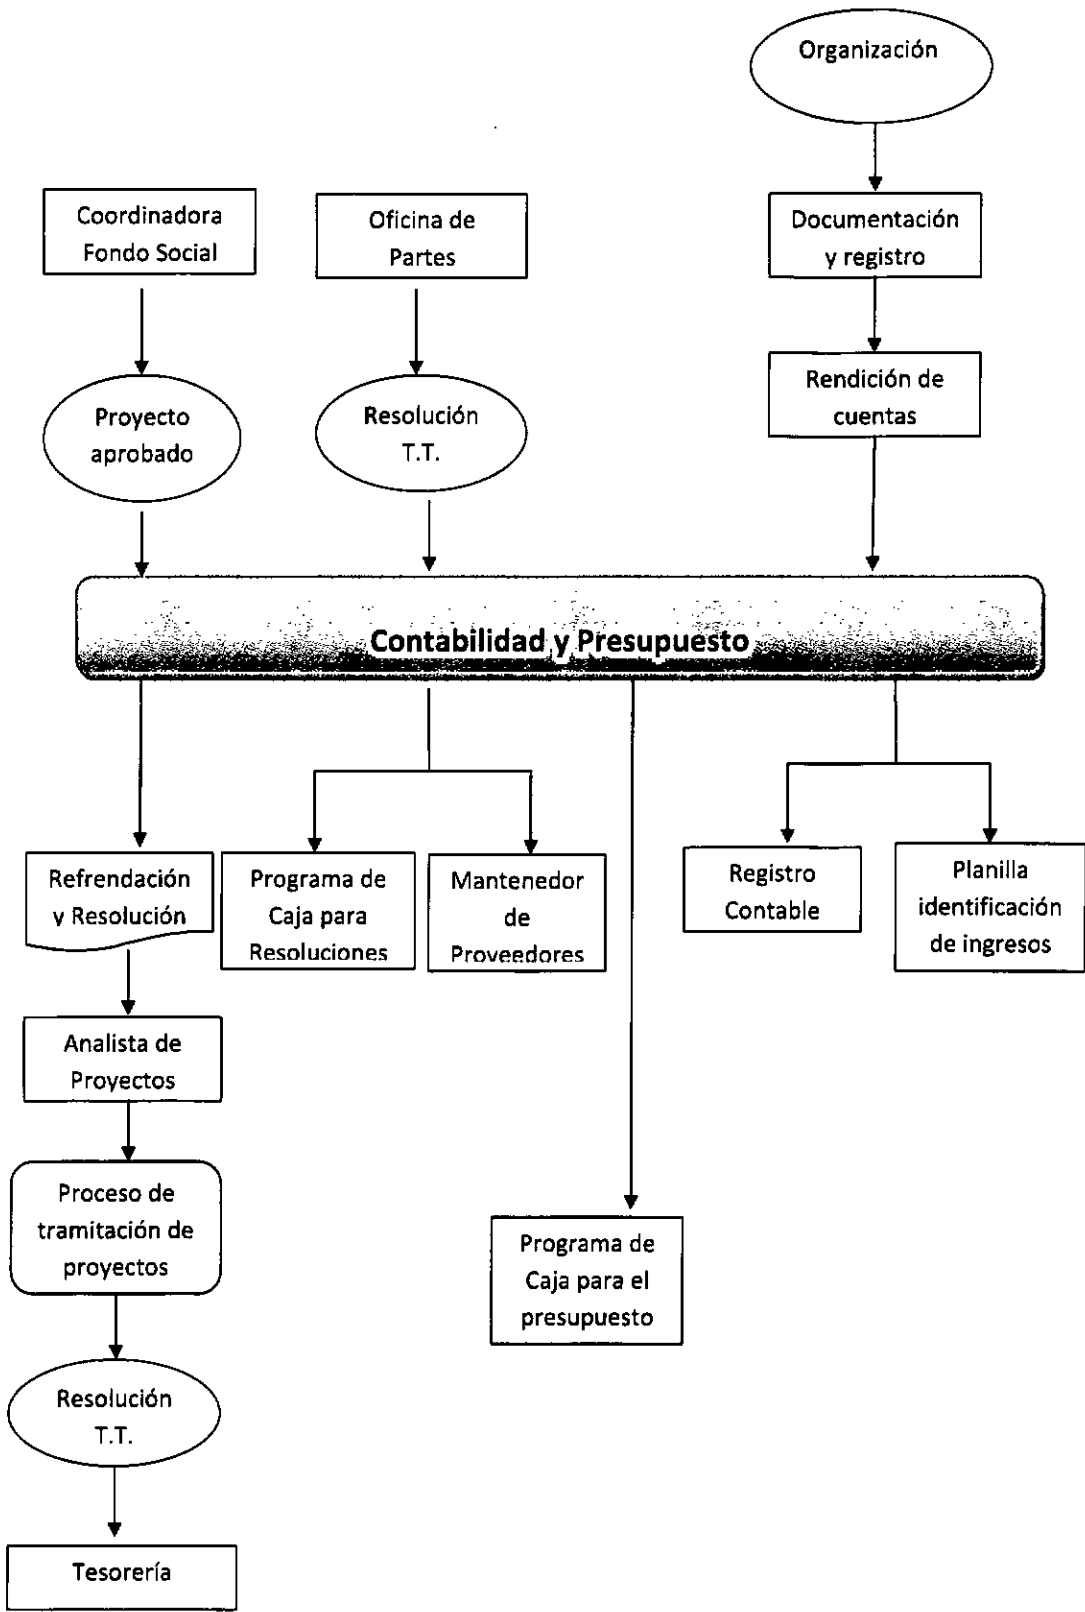 Organización
Coordinadora
Fondo Social
Oficina de
Partes
Documentación
y registro
Proyecto
aprobado
Resolución
T.T.
Rendición de
cuentas
Contabilidad y Presupuesto
Refrendación
y Resolución
Programa de
Caja para
Resoluciones
Mantenedor
de
Proveedores
Registro
Contable
Planilla
identificación
de ingresos
Analista de
Proyectos
Proceso de
tramitación de
proyectos
Programa de
Caja para el
presupuesto
Resolución
T.T.
Tesorería